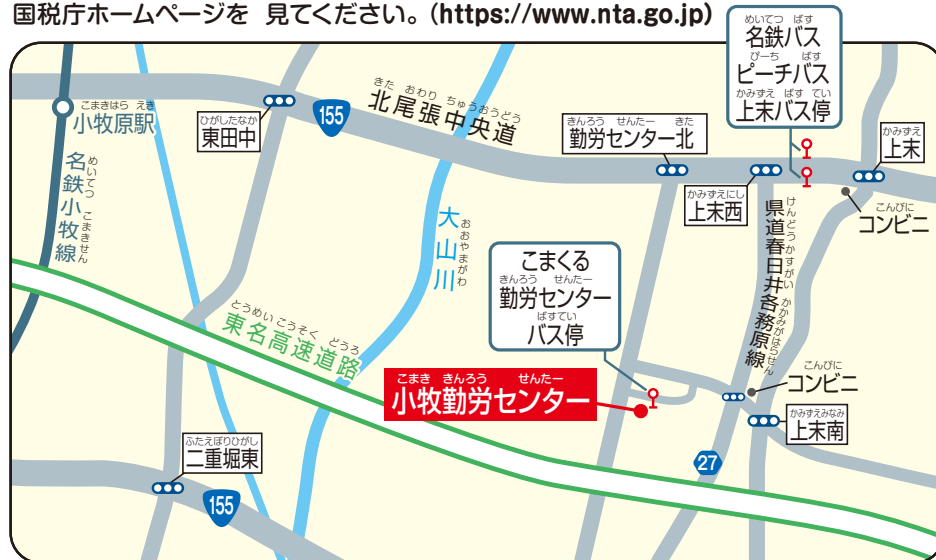 国税庁ホームページを 見てください。(https://www.nta.go.jp)
めいてつ ばす
名鉄バス
ぴーち ばす
ピーチバス
かみずえ ばす てい
上末バス停
こまきはら えき
小牧原駅
ひがしたなか
東田中
155
きた おわり ちゅうおうどう
北尾張中央道
きんろう せんたー きた
勤労センター北
かみずえ
上末
かみずえにし
上末西
こんびに
コンビニ
めいてつ こまきせん
名鉄小牧線
おおやまがわ
大山川
けんどうかすがい かかみがはらせん
県道春日井各務原線
こまくる
きんろう せんたー
勤労センター
ばすてい
バス停
とうめい こうそく どうろ
東名高速道路
こまき きんろう せんたー
小牧勤労センター
こんびに
コンビニ
かみずえみなみ
上末南
ふたえぼりひがし
二重堀東
27
155